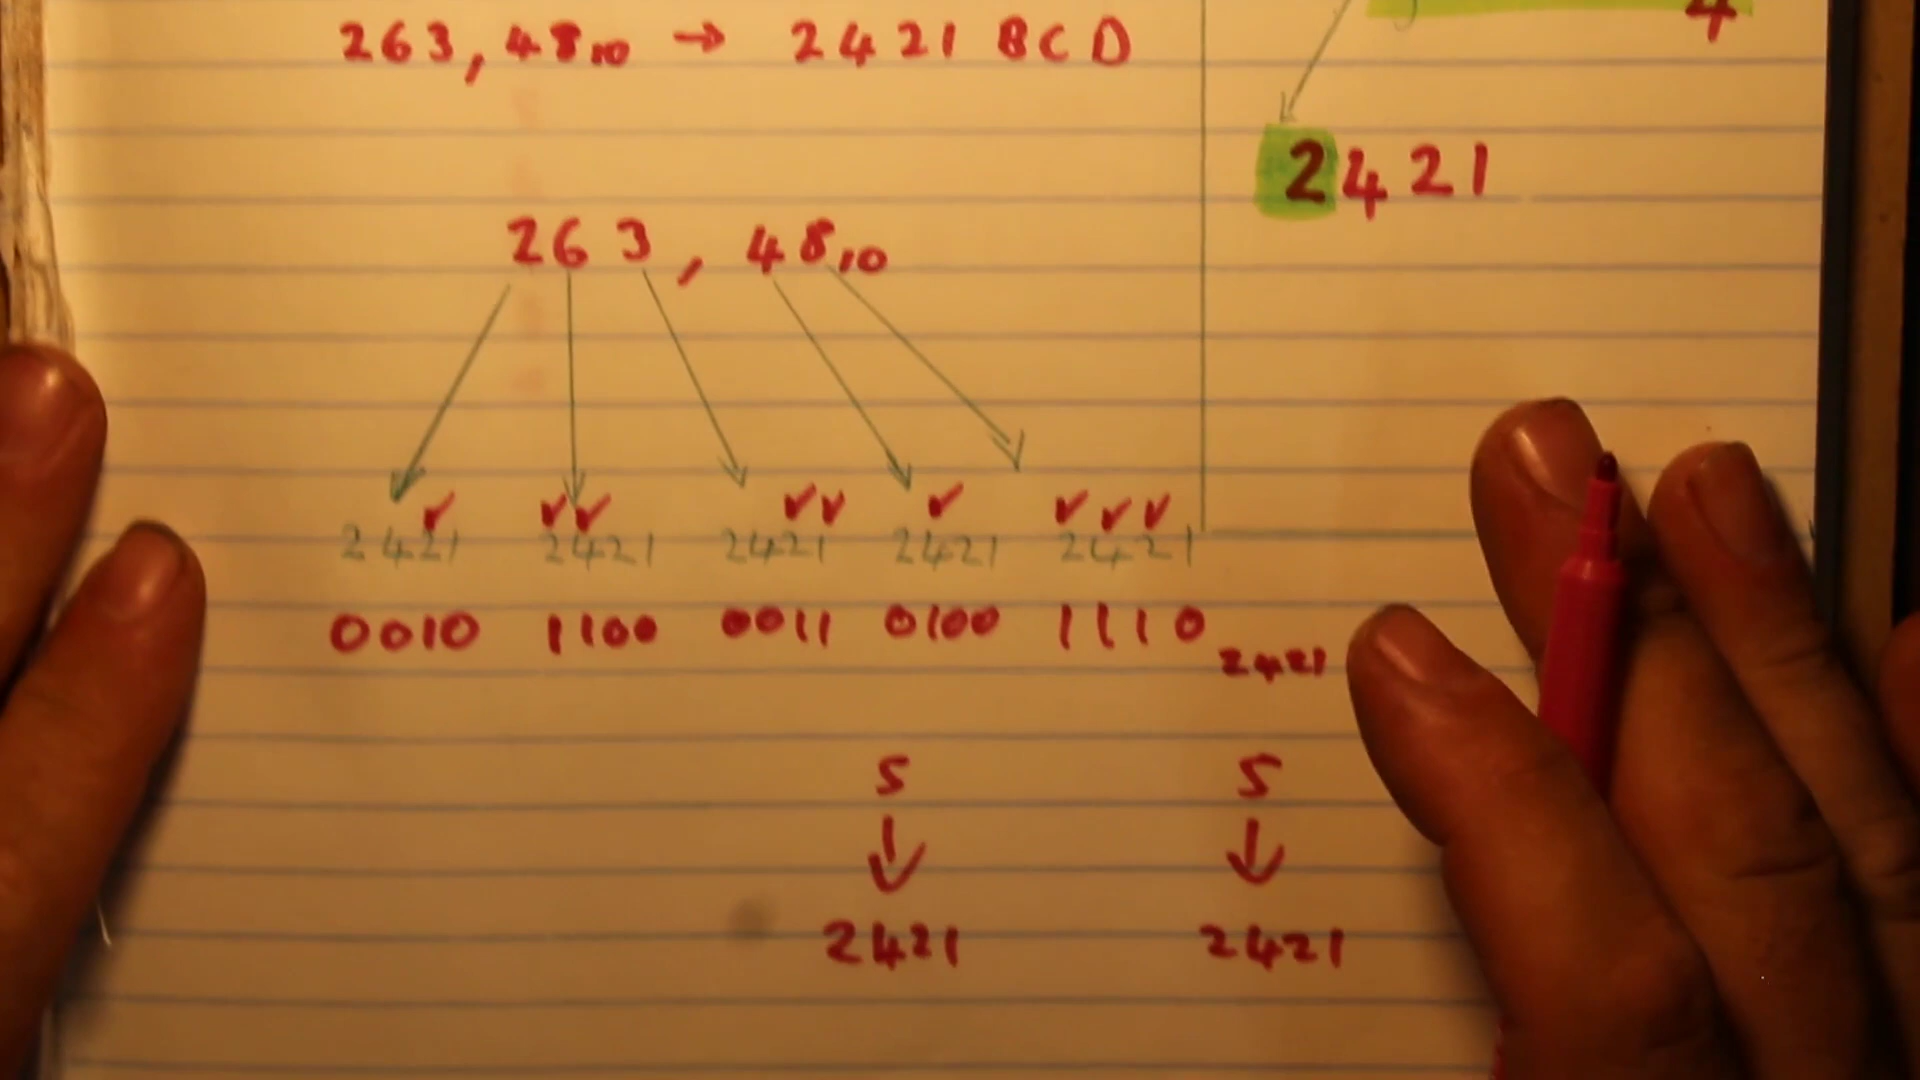 263,48₁₀ → 2421 BCD
4
2421
263,48₁₀
✓ ✓✓ ✓✓ ✓ ✓✓✓
2421 2421 2421 2421 2421
0010 1100 0011 0100 1110 ₂₄₂₁
5 5
↓ ↓
2421 2421